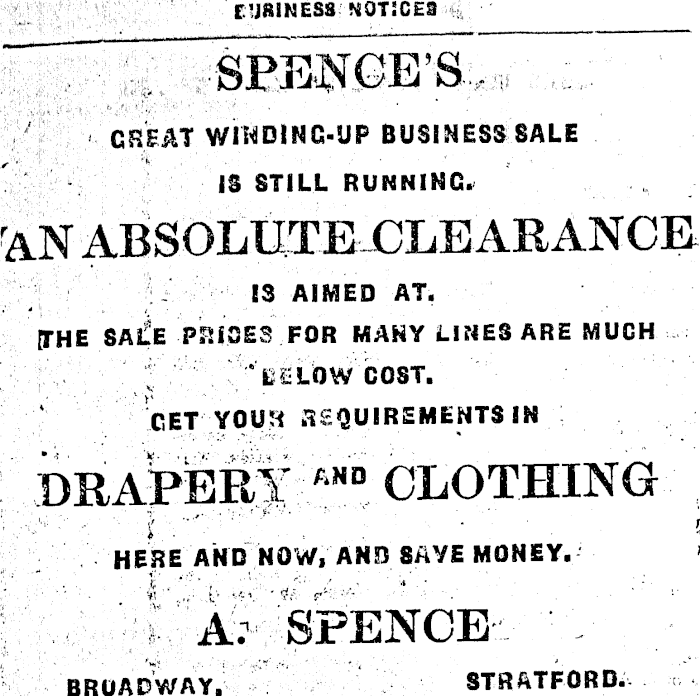 BUSINESS NOTICES
SPENCE'S
GREAT WINDING-UP BUSINESS SALE
IS STILL RUNNING.
AN ABSOLUTE CLEARANCE
IS AIMED AT.
THE SALE PRICES FOR MANY LINES ARE MUCH
BELOW COST.
GET YOUR REQUIREMENTS IN
DRAPERY AND CLOTHING
HERE AND NOW, AND SAVE MONEY.
A. SPENCE
BROADWAY, STRATFORD.